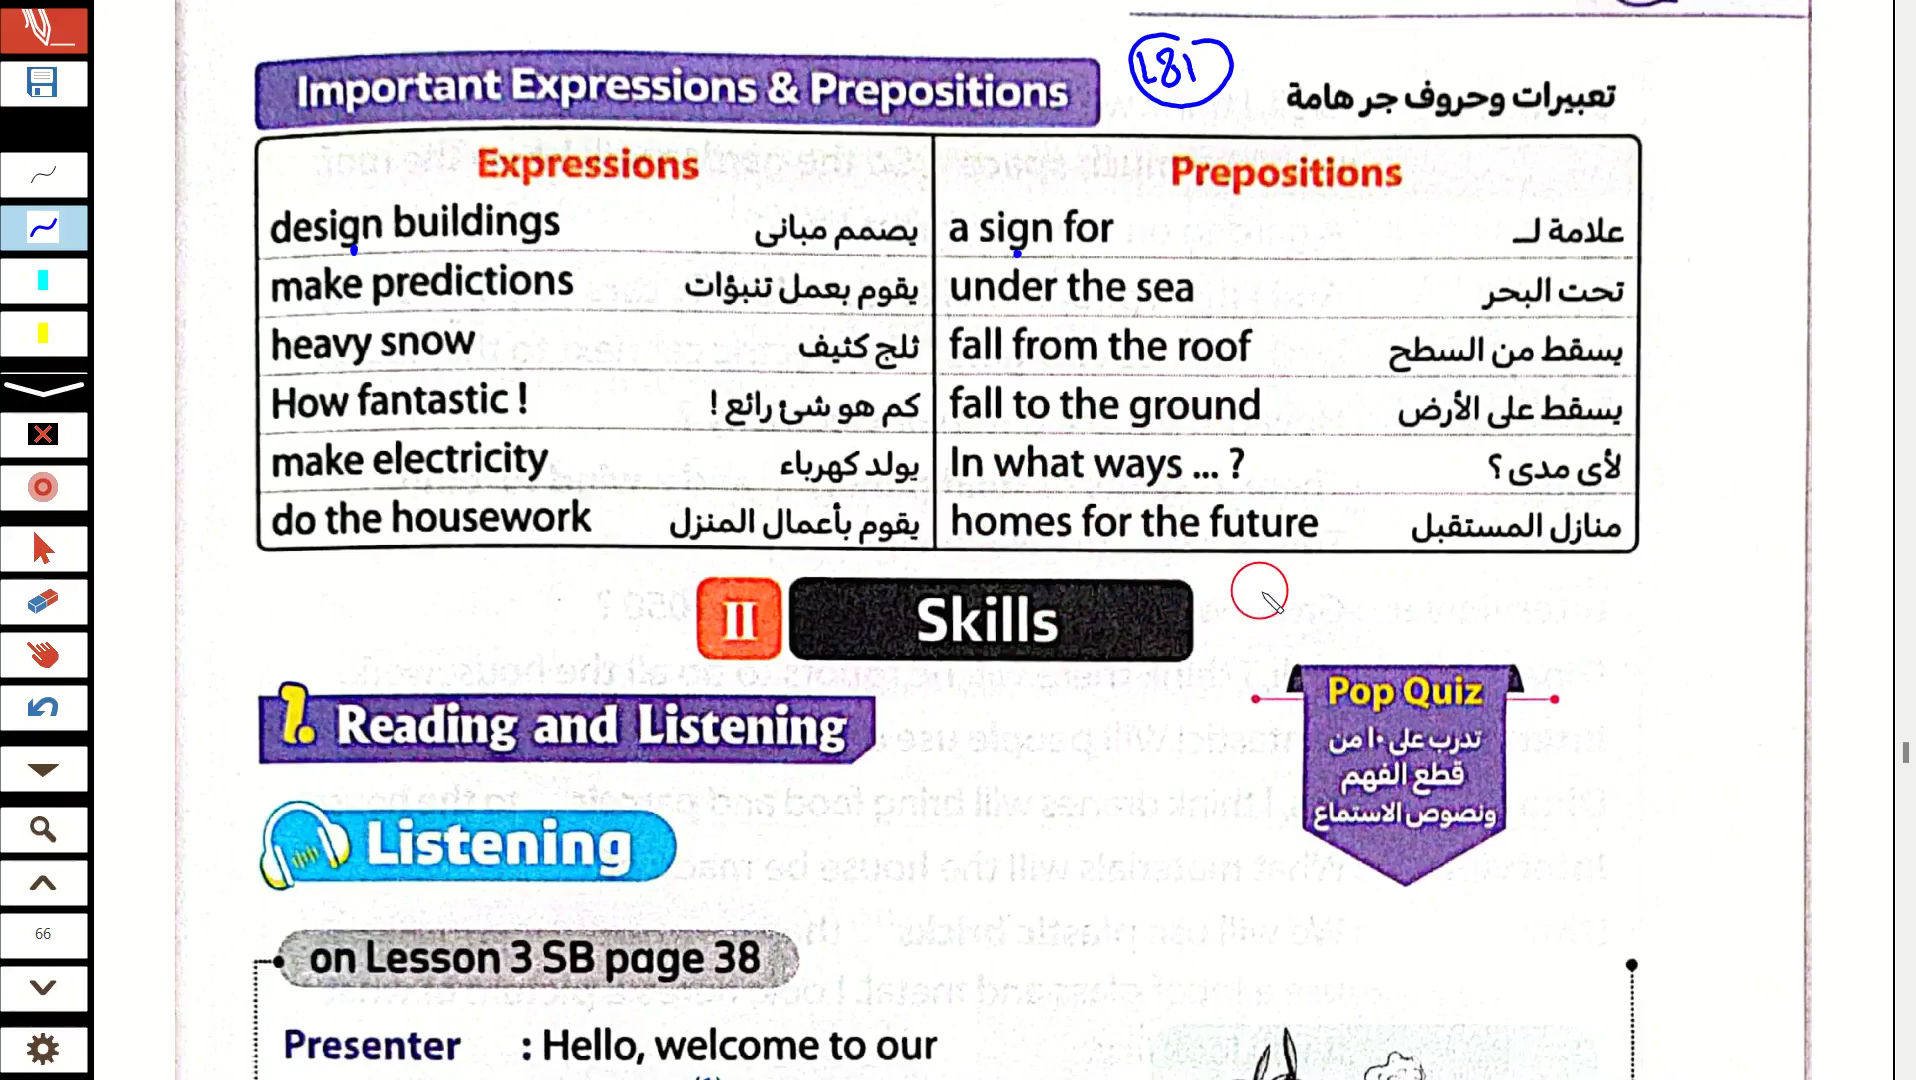 Important Expressions & Prepositions
181
تعبيرات وحروف جر هامة
Expressions
Prepositions
design buildings يصمم مبانى
a sign for علامة لـ
make predictions يقوم بعمل تنبؤات
under the sea تحت البحر
heavy snow ثلج كثيف
fall from the roof يسقط من السطح
How fantastic ! كم هو شئ رائع !
fall to the ground يسقط على الأرض
make electricity يولد كهرباء
In what ways ... ? لأى مدى ؟
do the housework يقوم بأعمال المنزل
homes for the future منازل المستقبل
II Skills
1. Reading and Listening
Pop Quiz
تدرب على ١٠ من
قطع الفهم
ونصوص الاستماع
Listening
on Lesson 3 SB page 38
Presenter : Hello, welcome to our
66